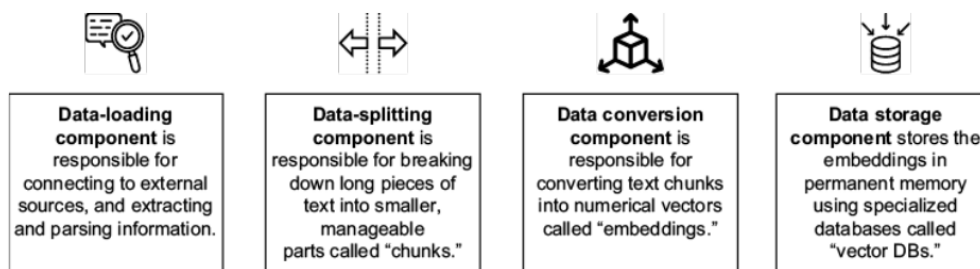 Data-loading
component is
responsible for
connecting to external
sources, and extracting
and parsing information.
Data-splitting
component is
responsible for breaking
down long pieces of
text into smaller,
manageable
parts called “chunks.”
Data conversion
component is
responsible for
converting text chunks
into numerical vectors
called “embeddings.”
Data storage
component stores the
embeddings in
permanent memory
using specialized
databases called
“vector DBs.”